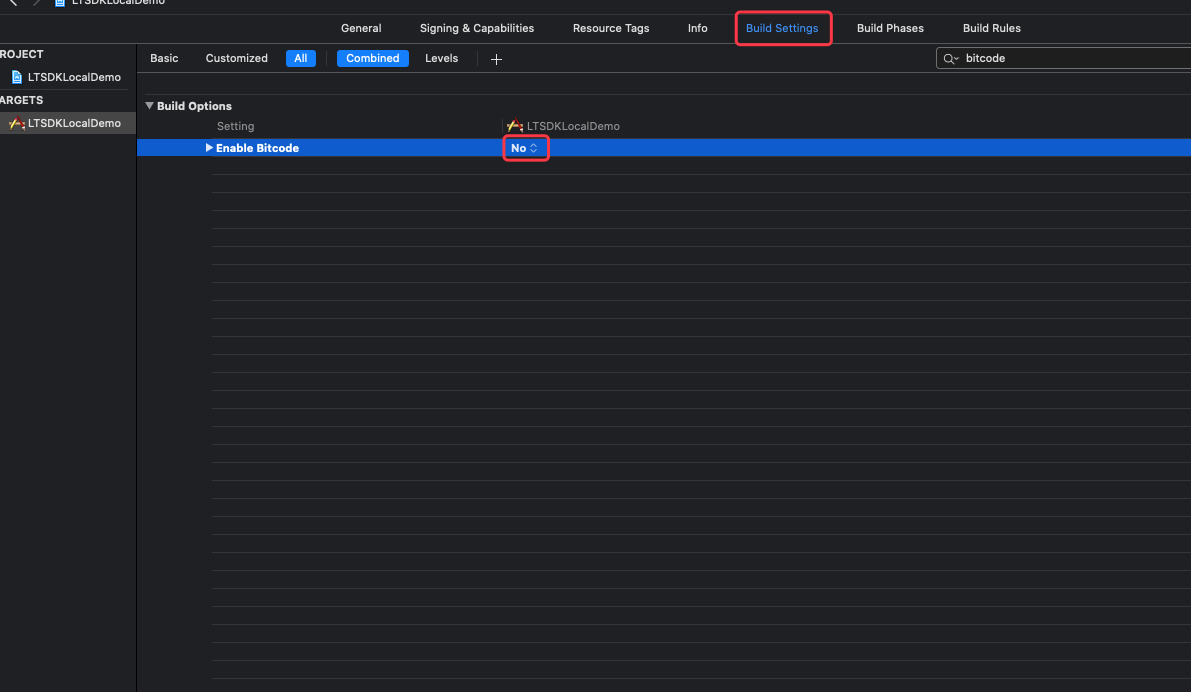 LTSDKLocalDemo
General Signing & Capabilities Resource Tags Info Build Settings Build Phases Build Rules
ROJECT
Basic Customized All Combined Levels + bitcode
LTSDKLocalDemo
ARGETS
Build Options
LTSDKLocalDemo
Setting LTSDKLocalDemo
Enable Bitcode No